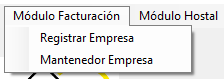 Módulo Facturación Módulo Hostal
Registrar Empresa
Mantenedor Empresa